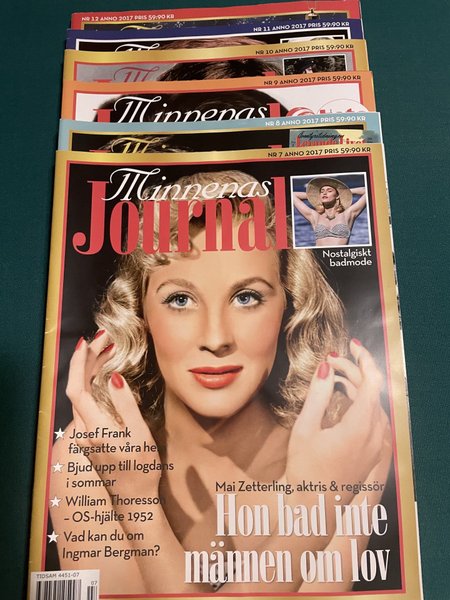 NR 12 ANNO 2017 PRIS 59:90 KR
NR 11 ANNO 2017 PRIS 59:90 KR
NR 10 ANNO 2017 PRIS 59:90 KR
NR 9 ANNO 2017 PRIS 59:90 KR
Minnenas
NR 8 ANNO 2017 PRIS 59:90 KR
NR 7 ANNO 2017 PRIS 59:90 KR
Minnenas
Journal
Nostalgiskt
badmode
Josef Frank
färgsatte våra he
Bjud upp till logdans
i sommar
William Thoresson
– OS-hjälte 1952
Vad kan du om
Ingmar Bergman?
Mai Zetterling, aktris & regissör
Hon bad inte
männen om lov
TIDSAM 4451-07
07